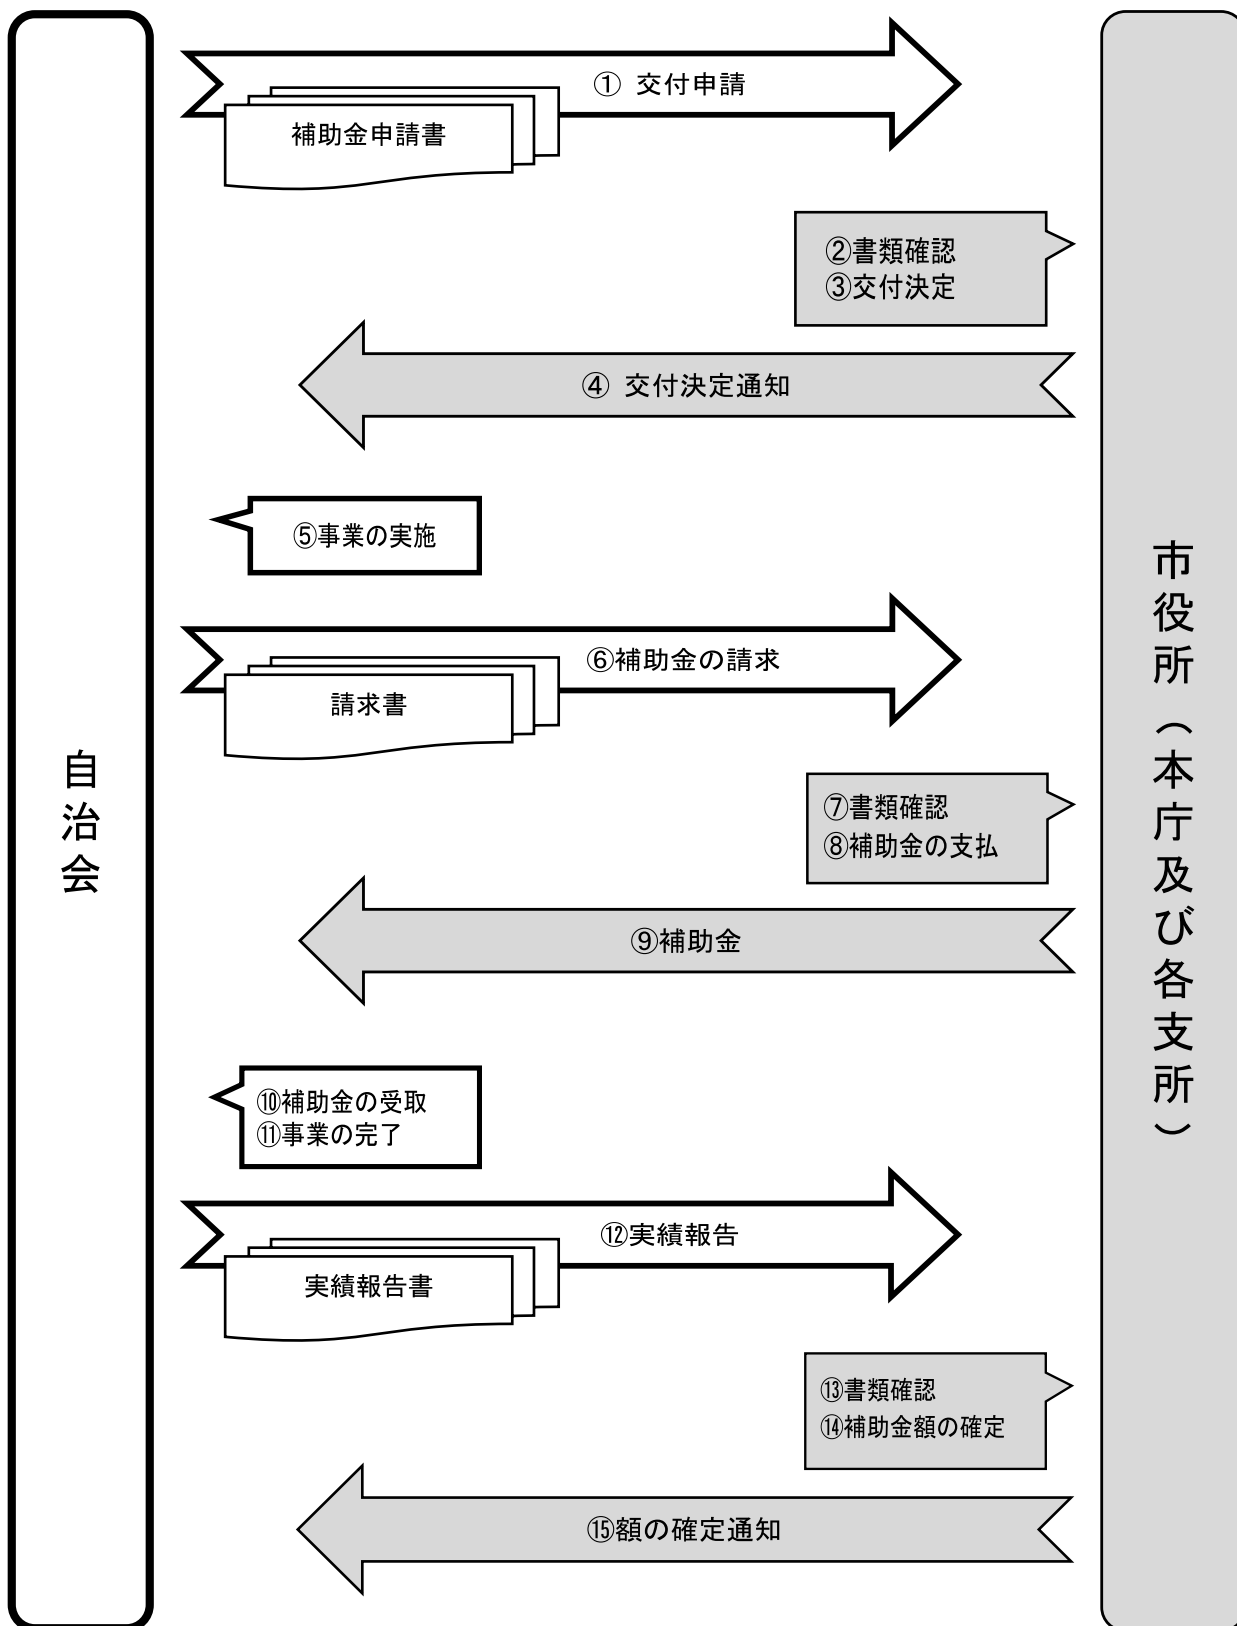 ① 交付申請
補助金申請書
②書類確認
③交付決定
④ 交付決定通知
⑤事業の実施
⑥補助金の請求
請求書
⑦書類確認
⑧補助金の支払
⑨補助金
⑩補助金の受取
⑪事業の完了
⑫実績報告
実績報告書
⑬書類確認
⑭補助金額の確定
⑮額の確定通知
自治会
市役所（本庁及び各支所）